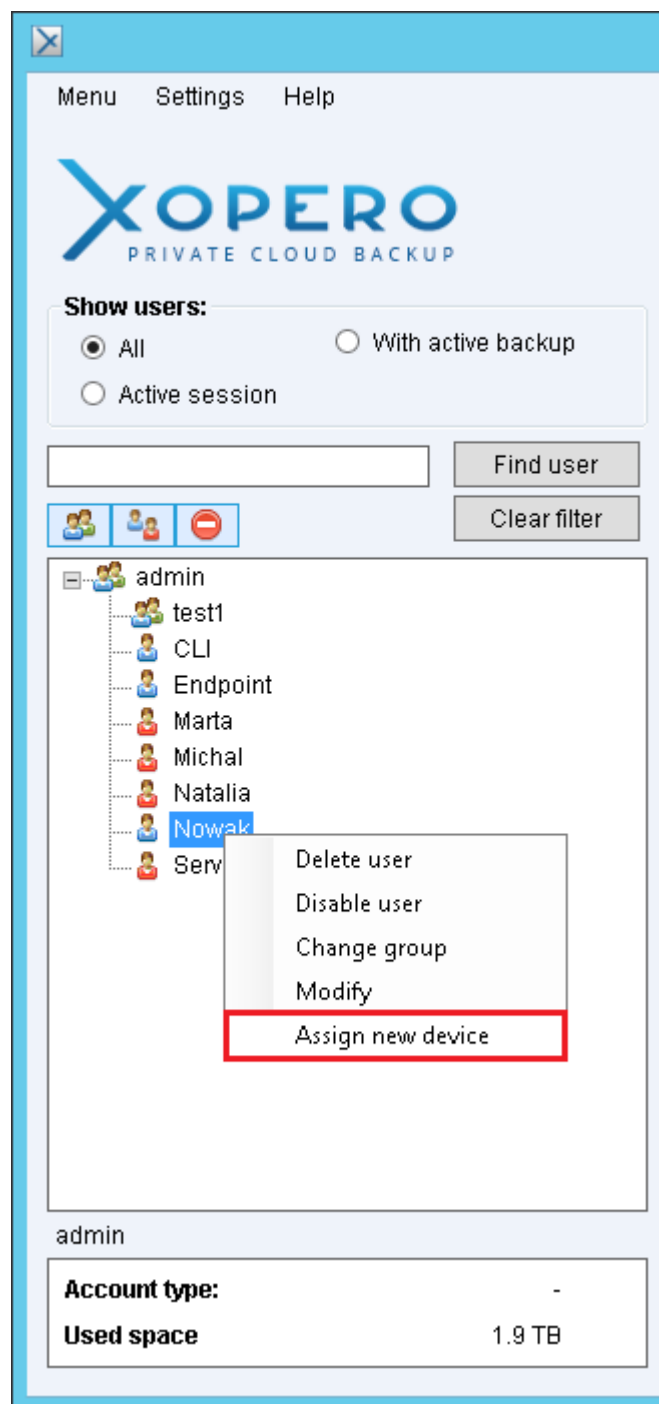 Menu Settings Help
XOPERO
PRIVATE CLOUD BACKUP
Show users:
All With active backup
Active session
Find user
Clear filter
admin
test1
CLI
Endpoint
Marta
Michal
Natalia
Nowak
Serv
Delete user
Disable user
Change group
Modify
Assign new device
admin
Account type: -
Used space 1.9 TB